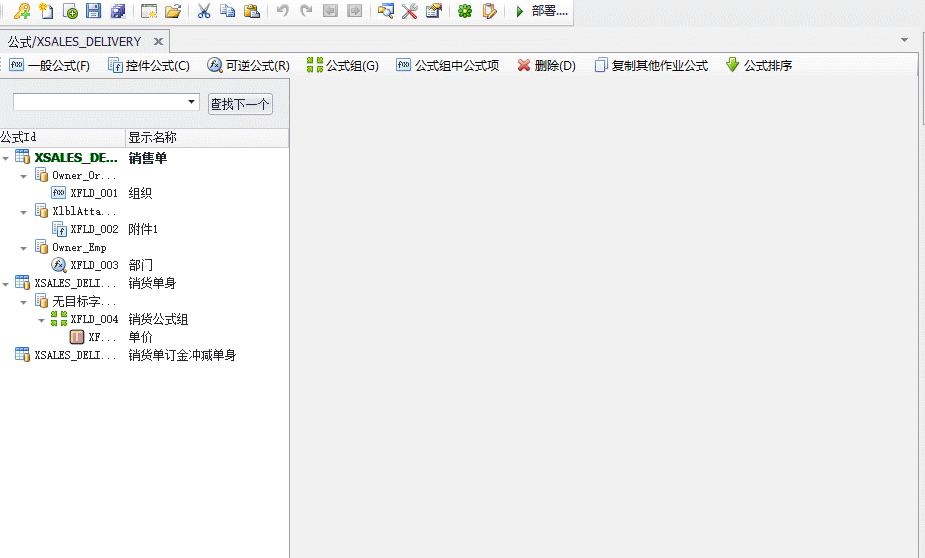 部署....
公式/XSALES_DELIVERY
一般公式(F) 控件公式(C) 可逆公式(R) 公式组(G) 公式组中公式项 删除(D) 复制其他作业公式 公式排序
查找下一个
公式Id 显示名称
XSALES_DE... 销售单
Owner_Or...
XFLD_001 组织
XlblAtta...
XFLD_002 附件1
Owner_Emp
XFLD_003 部门
XSALES_DELI... 销货单身
无目标字...
XFLD_004 销货公式组
XF... 单价
XSALES_DELI... 销货单订金冲减单身